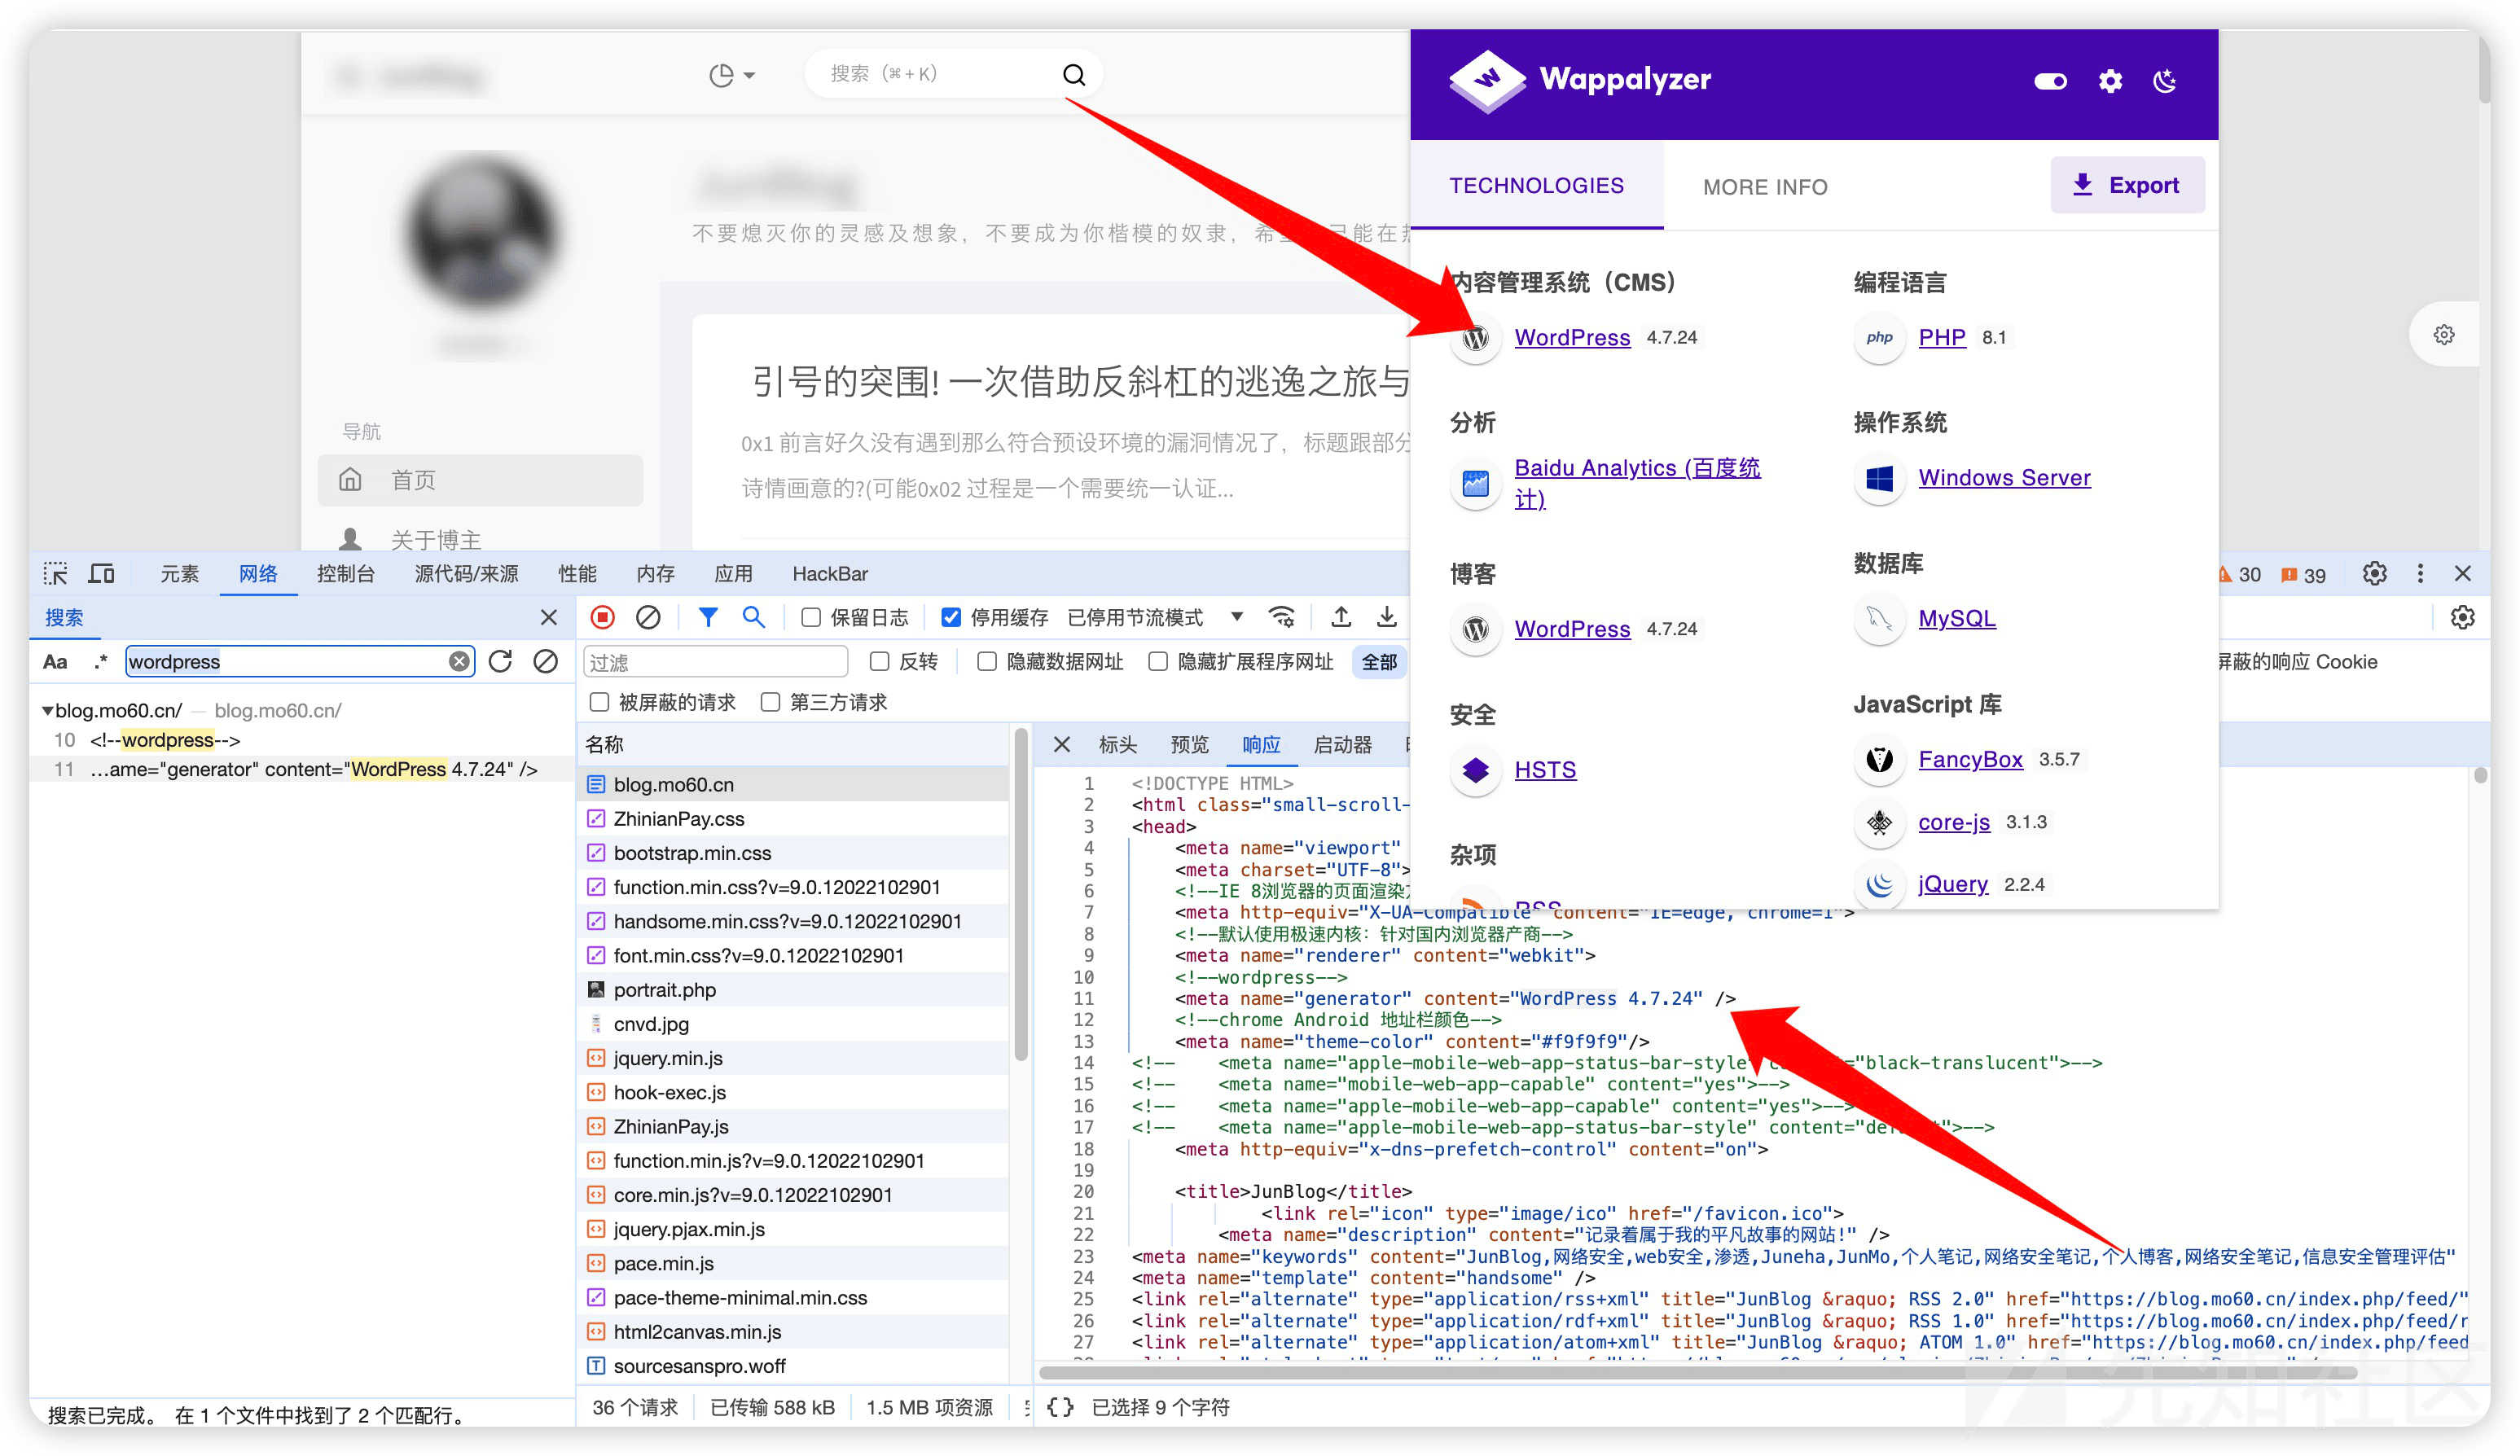 搜索（⌘+K）
不要熄灭你的灵感及想象，不要成为你楷模的奴隶，
引号的突围! 一次借助反斜杠的逃逸之旅与
0x1 前言好久没有遇到那么符合预设环境的漏洞情况了，标题跟部分
诗情画意的?(可能0x02 过程是一个需要统一认证...
导航
首页
关于博主
Wappalyzer
TECHNOLOGIES
MORE INFO
Export
内容管理系统（CMS）
WordPress 4.7.24
分析
Baidu Analytics (百度统
计)
博客
WordPress 4.7.24
安全
HSTS
杂项
RSS
编程语言
PHP 8.1
操作系统
Windows Server
数据库
MySQL
JavaScript 库
FancyBox 3.5.7
core-js 3.1.3
jQuery 2.2.4
元素 网络 控制台 源代码/来源 性能 内存 应用 HackBar
30 39
搜索
保留日志 停用缓存 已停用节流模式
Aa .* wordpress
过滤 反转 隐藏数据网址 隐藏扩展程序网址 全部
屏蔽的响应 Cookie
被屏蔽的请求 第三方请求
blog.mo60.cn/ — blog.mo60.cn/
10 <!--wordpress-->
11 …ame="generator" content="WordPress 4.7.24" />
搜索已完成。 在 1 个文件中找到了 2 个匹配行。
名称
blog.mo60.cn
ZhinianPay.css
bootstrap.min.css
function.min.css?v=9.0.12022102901
handsome.min.css?v=9.0.12022102901
font.min.css?v=9.0.12022102901
portrait.php
cnvd.jpg
jquery.min.js
hook-exec.js
ZhinianPay.js
function.min.js?v=9.0.12022102901
core.min.js?v=9.0.12022102901
jquery.pjax.min.js
pace.min.js
pace-theme-minimal.min.css
html2canvas.min.js
sourcesanspro.woff
36 个请求 已传输 588 kB 1.5 MB 项资源
标头 预览 响应 启动器
1 <!DOCTYPE HTML>
2 <html class="small-scroll-
3 <head>
4 <meta name="viewport"
5 <meta charset="UTF-8">
6 <!--IE 8浏览器的页面渲染
7 <meta http-equiv="X-UA-Compatible" content="IE=edge, chrome=1">
8 <!--默认使用极速内核：针对国内浏览器产商-->
9 <meta name="renderer" content="webkit">
10 <!--wordpress-->
11 <meta name="generator" content="WordPress 4.7.24" />
12 <!--chrome Android 地址栏颜色-->
13 <meta name="theme-color" content="#f9f9f9"/>
14 <!-- <meta name="apple-mobile-web-app-status-bar-style" ="black-translucent">-->
15 <!-- <meta name="mobile-web-app-capable" content="yes">-->
16 <!-- <meta name="apple-mobile-web-app-capable" content="yes">-->
17 <!-- <meta name="apple-mobile-web-app-status-bar-style" content="def ">-->
18 <meta http-equiv="x-dns-prefetch-control" content="on">
19
20 <title>JunBlog</title>
21 <link rel="icon" type="image/ico" href="/favicon.ico">
22 <meta name="description" content="记录着属于我的平凡故事的网站!" />
23 <meta name="keywords" content="JunBlog,网络安全,web安全,渗透,Juneha,JunMo,个人笔记,网络安全笔记,个人博客,网络安全笔记,信息安全管理评估"
24 <meta name="template" content="handsome" />
25 <link rel="alternate" type="application/rss+xml" title="JunBlog &raquo; RSS 2.0" href="https://blog.mo60.cn/index.php/feed/"
26 <link rel="alternate" type="application/rdf+xml" title="JunBlog &raquo; RSS 1.0" href="https://blog.mo60.cn/index.php/feed/r
27 <link rel="alternate" type="application/atom+xml" title="JunBlog &raquo; ATOM 1.0" href="https://blog.mo60.cn/index.php/feed
{} 已选择 9 个字符
先知社区